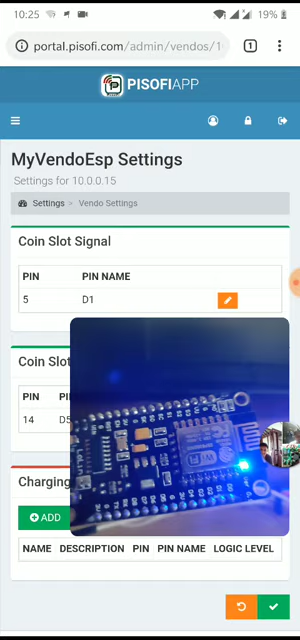 10:25
19%
portal.pisofi.com/admin/vendos/1
1
PISOFIAPP
MyVendoEsp Settings
Settings for 10.0.0.15
Settings > Vendo Settings
Coin Slot Signal
PIN PIN NAME
5 D1
Coin Slot
PIN
14 D5
WiFi
Charging
ADD
NAME DESCRIPTION PIN PIN NAME LOGIC LEVEL